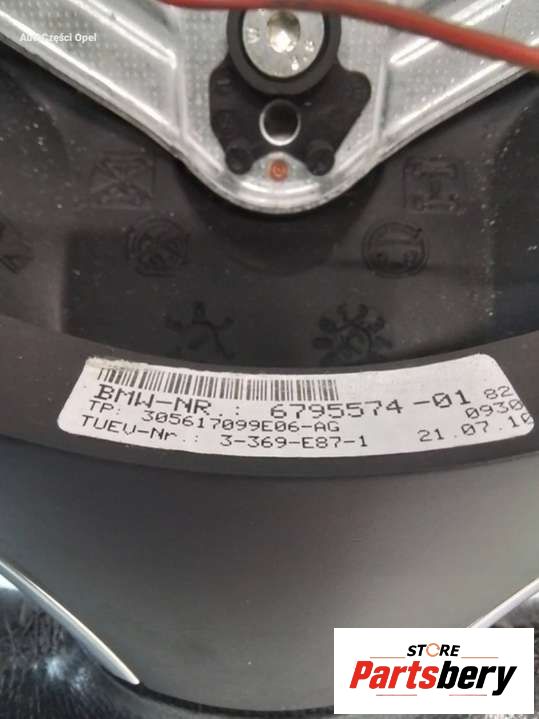 Auto Części Opel
BMW-NR.: 6795574-01 82
TP: 305617099E06-AG 0930
TUEV-Nr.: 3-369-E87-1 21.07.10
STORE
Partsbery